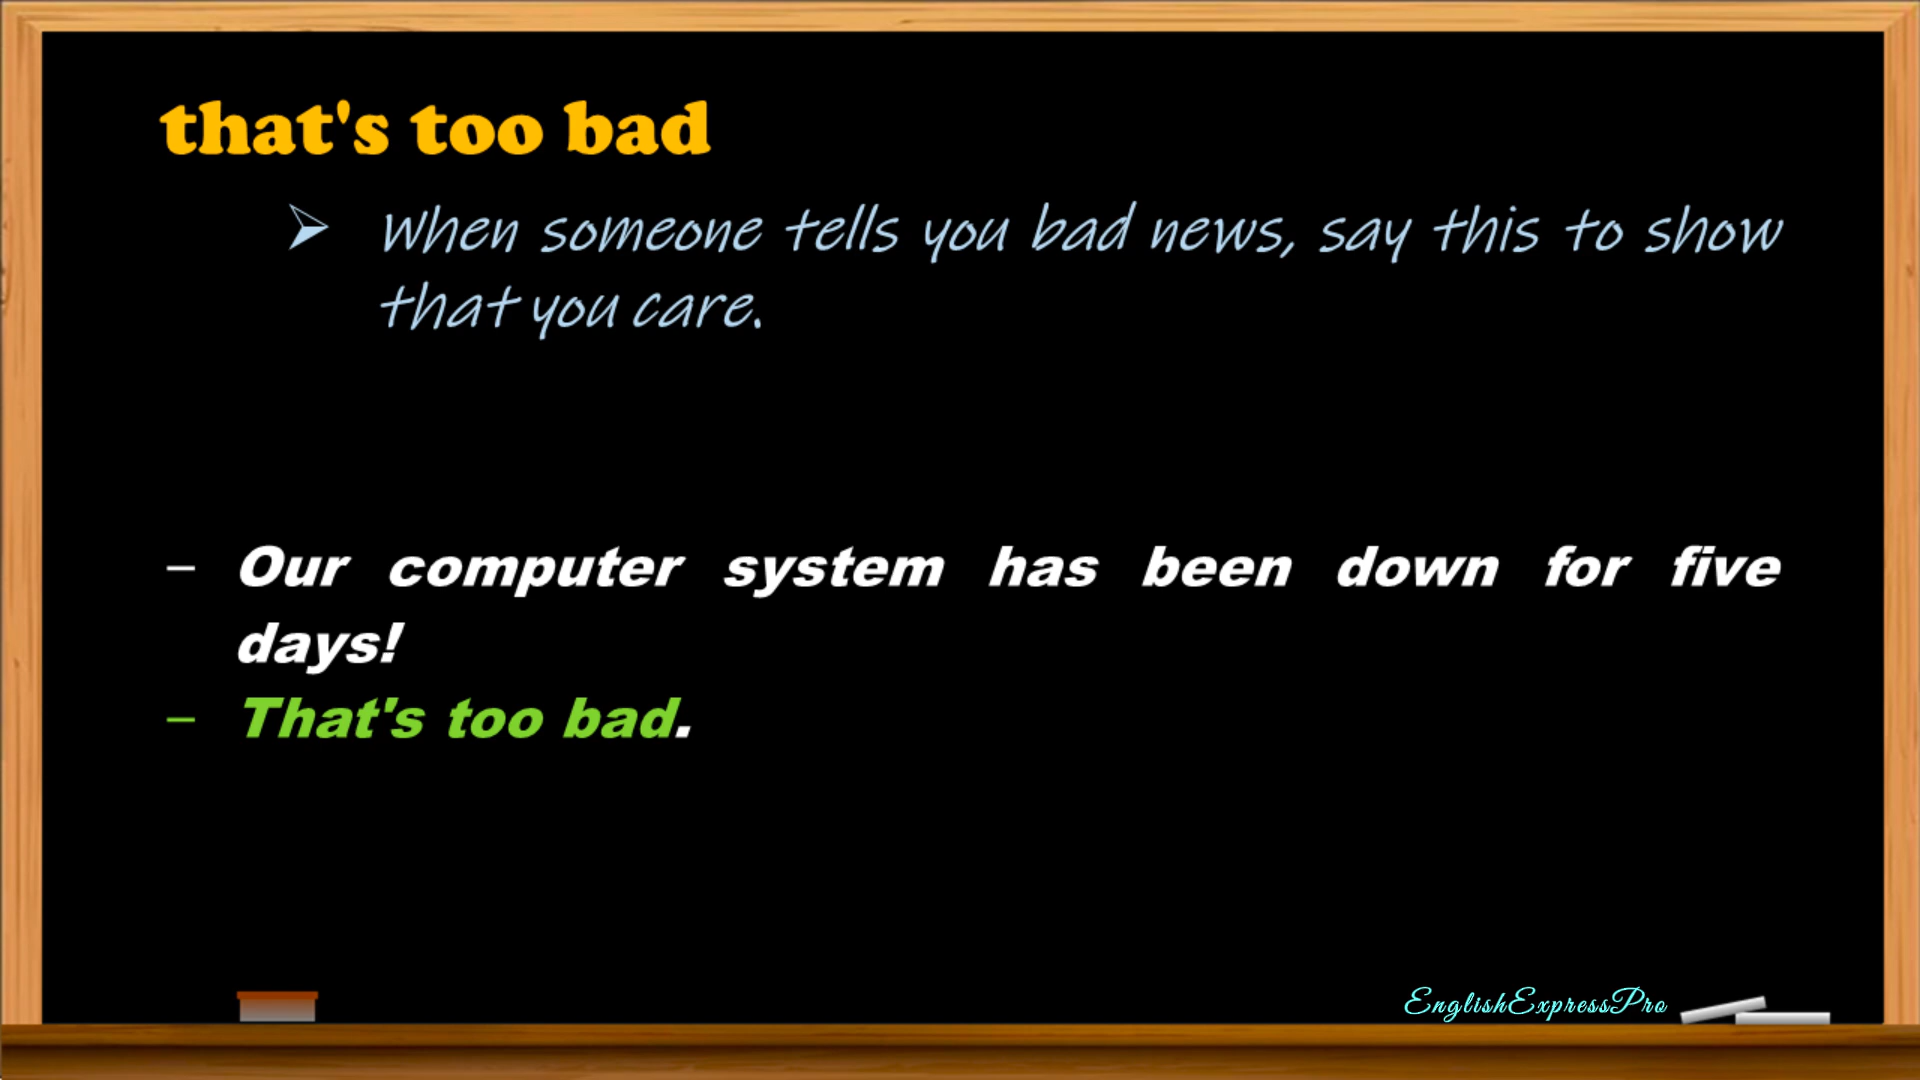 that's too bad
➢ When someone tells you bad news, say this to show
that you care.
– Our computer system has been down for five
days!
– That's too bad.
EnglishExpressPro